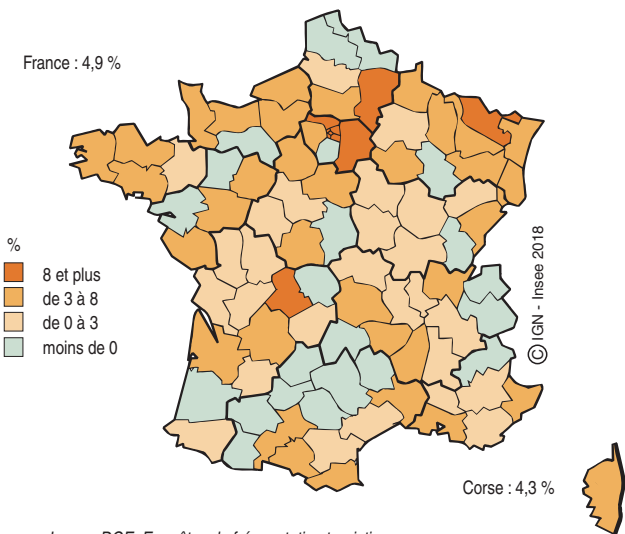 France : 4,9 %
%
8 et plus
de 3 à 8
de 0 à 3
moins de 0
© IGN - Insee 2018
Corse : 4,3 %